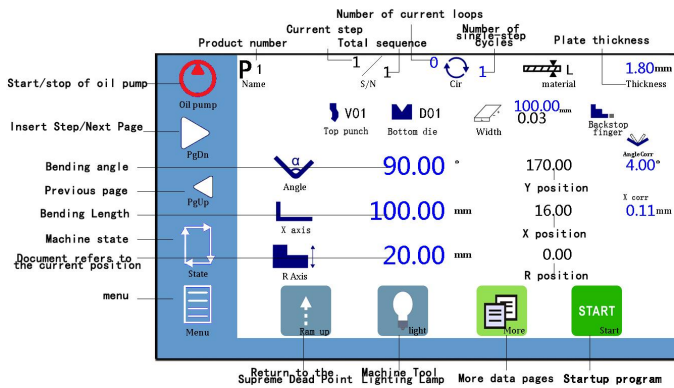 Number of current loops
Current step
Number of
single-step
cycles
Product number
Total sequence
Plate thickness
P 1
Name
1
S/N
1
0
Cir
1
L
material
1.80mm
Thickness
Start/stop of oil pump
Oil pump
V01
Top punch
D01
Bottom die
Width
100.00mm
0.03
Backstop
finger
Insert Step/Next Page
PgDn
AngleCorr
4.00°
Bending angle
α
Angle
90.00 °
170.00
Y position
Previous page
PgUp
Bending Length
X axis
100.00 mm
16.00
X position
X corr
0.11mm
Machine state
State
Document refers to
the current position
R Axis
20.00 mm
0.00
R position
menu
Menu
Ram up
light
More
START
Start
Return to the
Supreme Dead Point
Machine Tool
Lighting Lamp
More data pages
Startup program